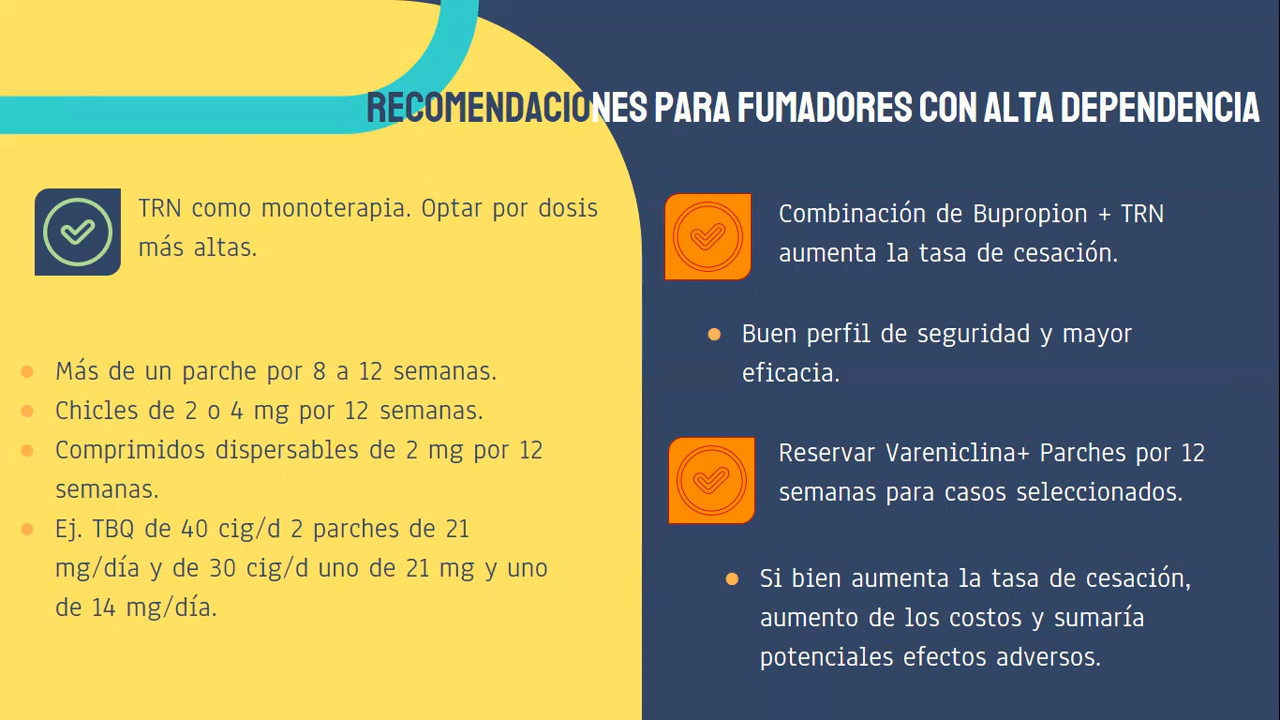 RECOMENDACIONES PARA FUMADORES CON ALTA DEPENDENCIA
TRN como monoterapia. Optar por dosis
más altas.
Más de un parche por 8 a 12 semanas.
Chicles de 2 o 4 mg por 12 semanas.
Comprimidos dispersables de 2 mg por 12
semanas.
Ej. TBQ de 40 cig/d 2 parches de 21
mg/día y de 30 cig/d uno de 21 mg y uno
de 14 mg/día.
Combinación de Bupropion + TRN
aumenta la tasa de cesación.
Buen perfil de seguridad y mayor
eficacia.
Reservar Vareniclina+ Parches por 12
semanas para casos seleccionados.
Si bien aumenta la tasa de cesación,
aumento de los costos y sumaría
potenciales efectos adversos.